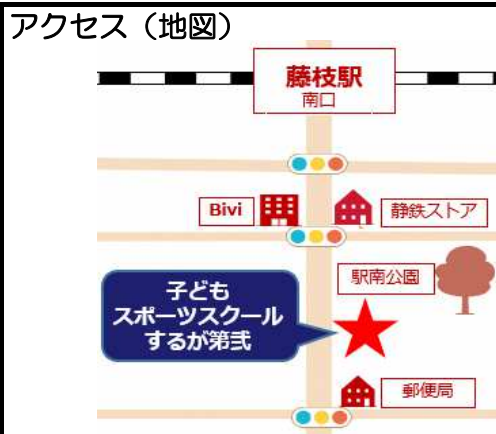 アクセス（地図）
藤枝駅
南口
Bivi
静鉄ストア
駅南公園
子ども
スポーツスクール
するが第弐
郵便局